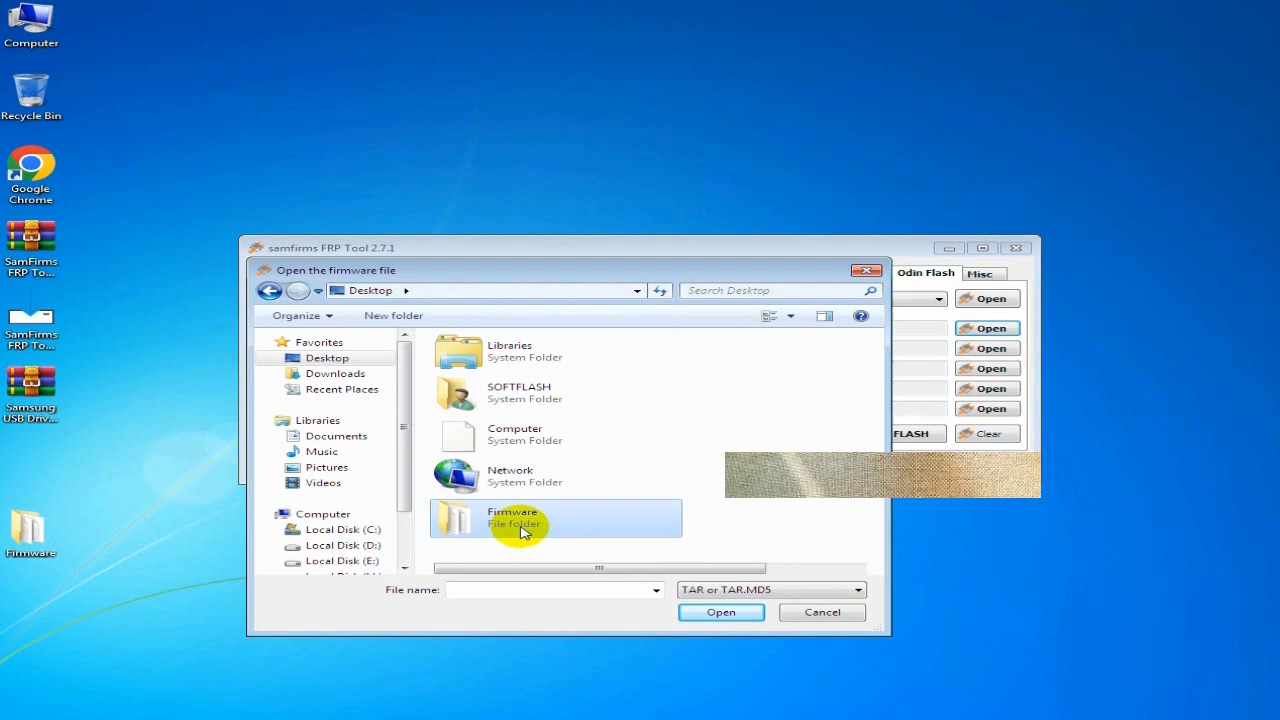 Computer
Recycle Bin
Google
Chrome
SamFirms
FRP To...
SamFirms
FRP To...
Samsung
USB Driv...
Firmware
samfirms FRP Tool 2.7.1
Open the firmware file
Desktop
Search Desktop
Organize
New folder
Favorites
Desktop
Downloads
Recent Places
Libraries
Documents
Music
Pictures
Videos
Computer
Local Disk (C:)
Local Disk (D:)
Local Disk (E:)
Libraries
System Folder
SOFTFLASH
System Folder
Computer
System Folder
Network
System Folder
Firmware
File folder
File name:
TAR or TAR.MD5
Open
Cancel
Odin Flash
Misc
Open
Open
Open
Open
Open
Open
FLASH
Clear